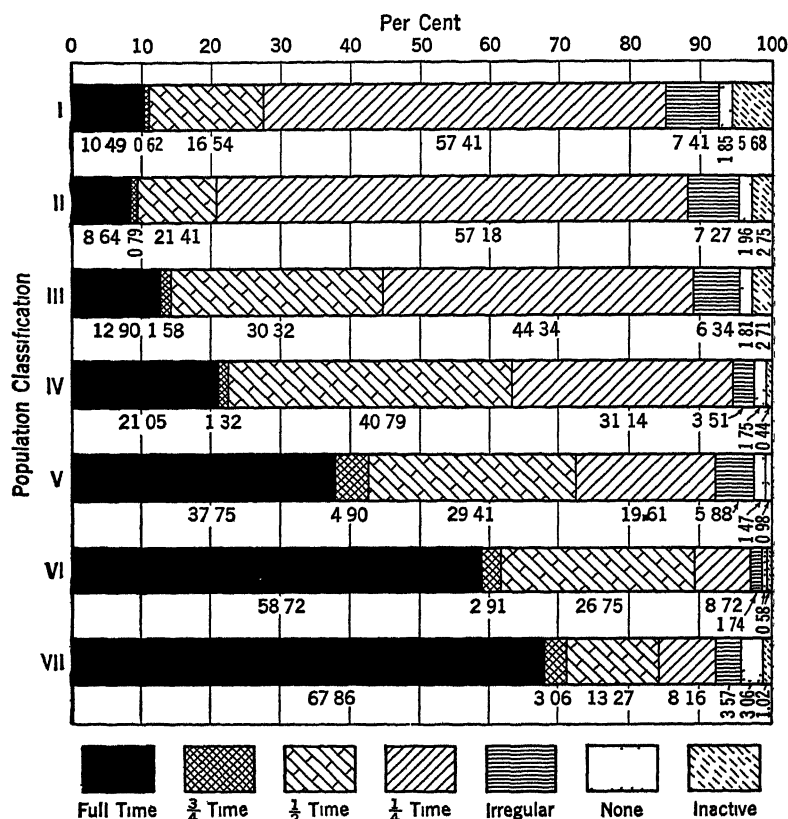 Per Cent
0 10 20 30 40 50 60 70 80 90 100
Population Classification
I
10 49 0 62 16 54 57 41 7 41 1 85 5 68
II
8 64 0 79 21 41 57 18 7 27 1 96 2 75
III
12 90 1 58 30 32 44 34 6 34 1 81 2 71
IV
21 05 1 32 40 79 31 14 3 51 1 75 0 44
V
37 75 4 90 29 41 19 61 5 88 1 47 0 98
VI
58 72 2 91 26 75 8 72 1 74 0 58
VII
67 86 3 06 13 27 8 16 3 57 3 06 1 02
Full Time ¾ Time ½ Time ¼ Time Irregular None Inactive